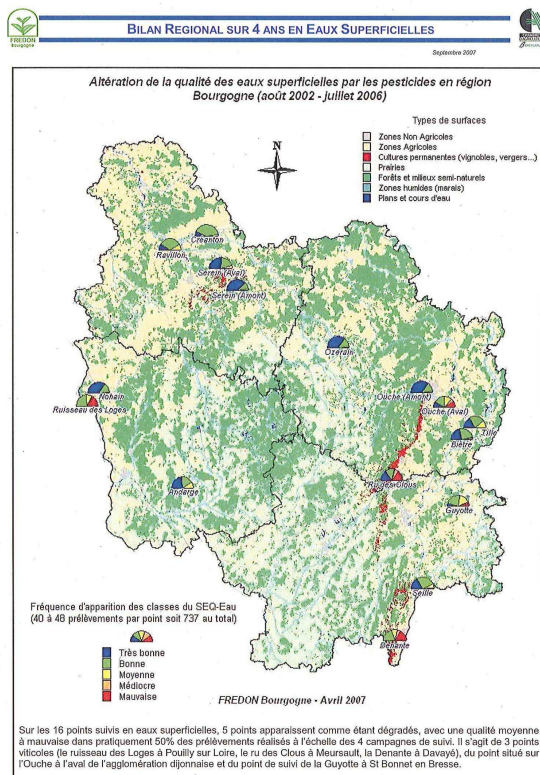 FREDON
Bourgogne
BILAN REGIONAL SUR 4 ANS EN EAUX SUPERFICIELLES
Septembre 2007
Altération de la qualité des eaux superficielles par les pesticides en région
Bourgogne (août 2002 - juillet 2006)
Types de surfaces
Zones Non Agricoles
Zones Agricoles
Cultures permanentes (vignobles, vergers...)
Prairies
Forêts et milieux semi-naturels
Zones humides (marais)
Plans et cours d'eau
N
Créanton
Ravillon
Serein (Aval)
Serein (Amont)
Ozerain
Nohain
Ruisseau des Loges
Ouche (Amont)
Ouche (Aval)
Tille
Biètre
Andarge
Ru des Clous
Guyotte
Seille
Denante
Fréquence d'apparition des classes du SEQ-Eau
(40 à 48 prélèvements par point soit 737 au total)
Très bonne
Bonne
Moyenne
Médiocre
Mauvaise
FREDON Bourgogne - Avril 2007
Sur les 16 points suivis en eaux superficielles, 5 points apparaissent comme étant dégradés, avec une qualité moyenne
à mauvaise dans pratiquement 50% des prélèvements réalisés à l'échelle des 4 campagnes de suivi. Il s'agit de 3 points
viticoles (le ruisseau des Loges à Pouilly sur Loire, le ru des Clous à Meursault, la Denante à Davayé), du point situé sur
l'Ouche à l'aval de l'agglomération dijonnaise et du point de suivi de la Guyotte à St Bonnet en Bresse.